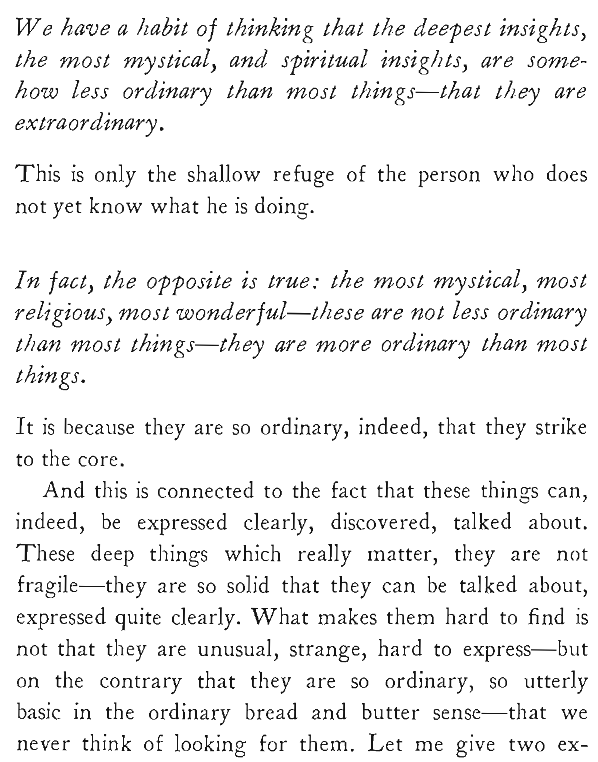 We have a habit of thinking that the deepest insights,
the most mystical, and spiritual insights, are some-
how less ordinary than most things—that they are
extraordinary.
This is only the shallow refuge of the person who does
not yet know what he is doing.
In fact, the opposite is true: the most mystical, most
religious, most wonderful—these are not less ordinary
than most things—they are more ordinary than most
things.
It is because they are so ordinary, indeed, that they strike
to the core.
And this is connected to the fact that these things can,
indeed, be expressed clearly, discovered, talked about.
These deep things which really matter, they are not
fragile—they are so solid that they can be talked about,
expressed quite clearly. What makes them hard to find is
not that they are unusual, strange, hard to express—but
on the contrary that they are so ordinary, so utterly
basic in the ordinary bread and butter sense—that we
never think of looking for them. Let me give two ex-